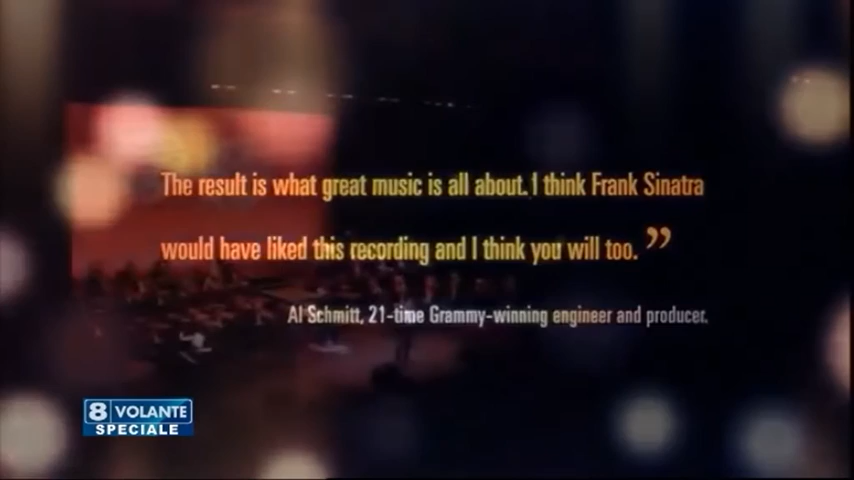 The result is what great music is all about. I think Frank Sinatra
would have liked this recording and I think you will too.”
Al Schmitt, 21-time Grammy-winning engineer and producer.
8 VOLANTE
SPECIALE